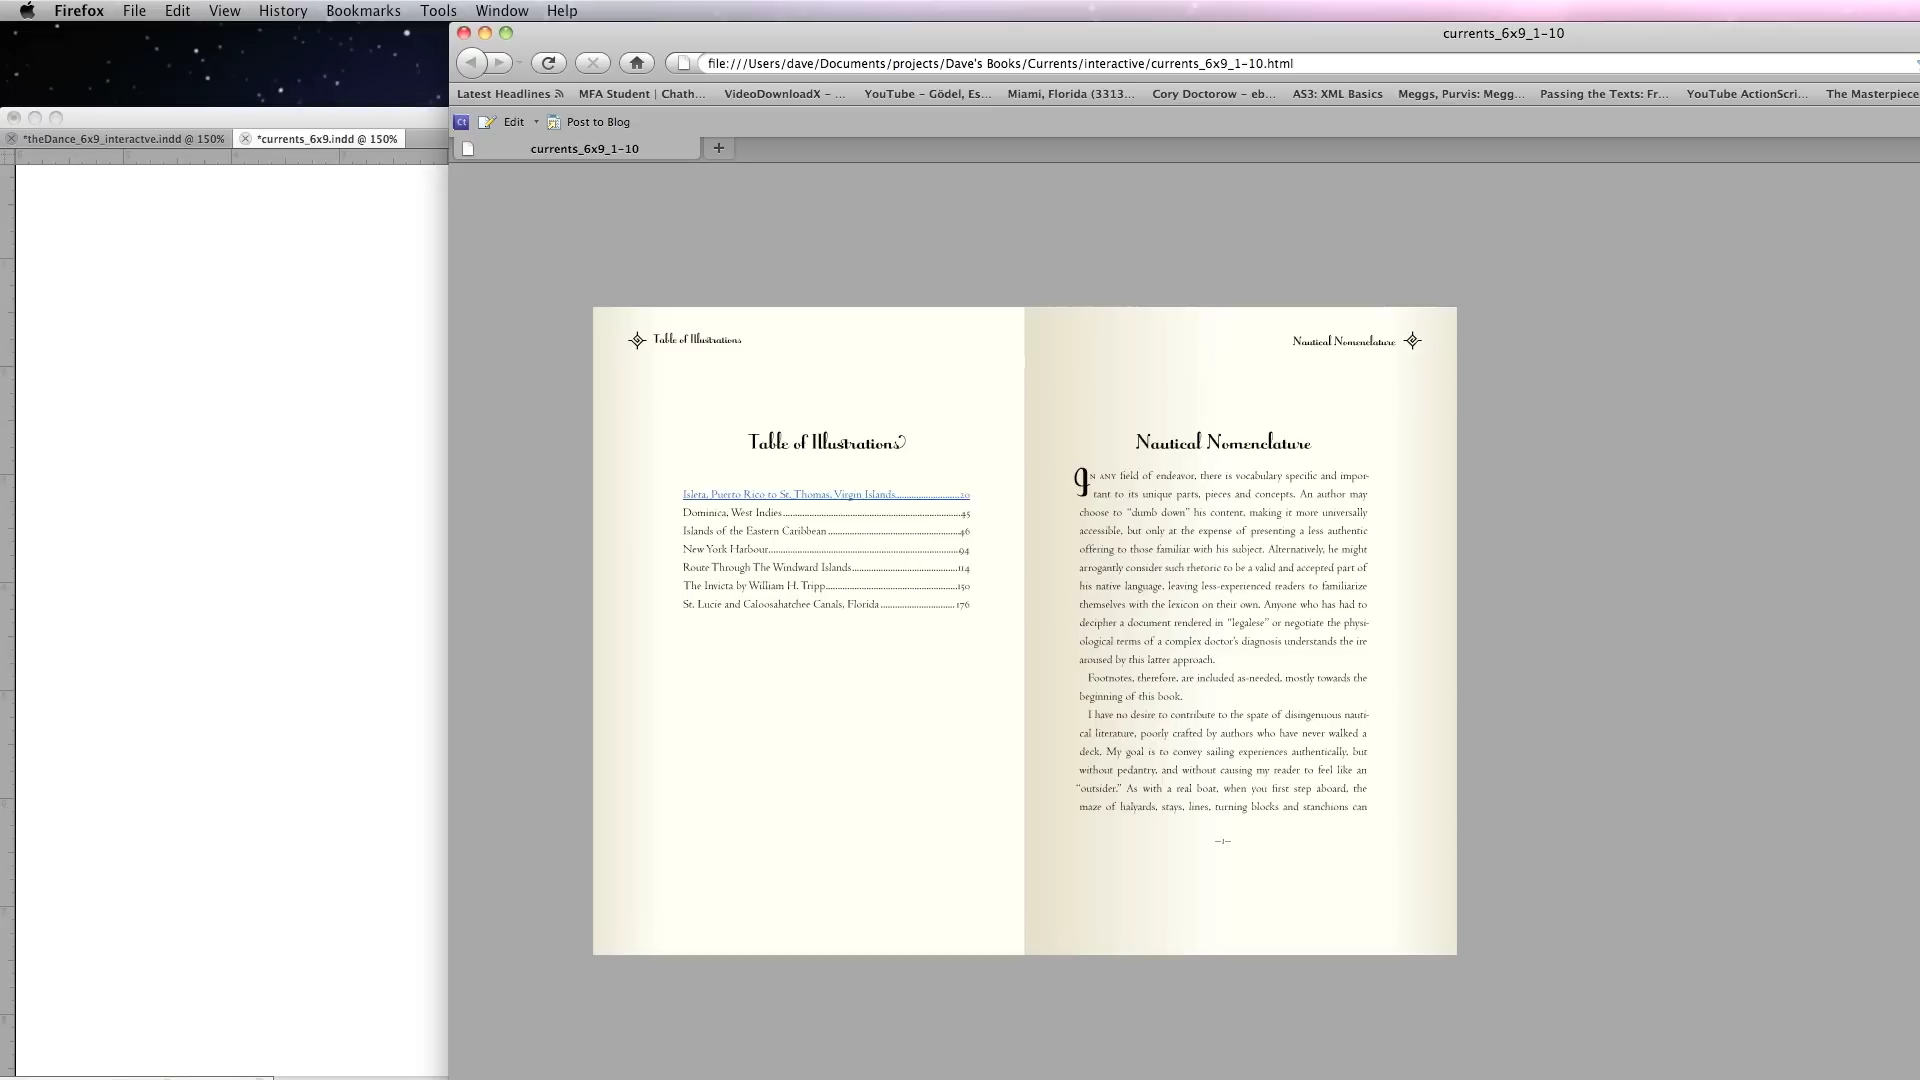 Firefox File Edit View History Bookmarks Tools Window Help
currents_6x9_1-10
file:///Users/dave/Documents/projects/Dave's Books/Currents/interactive/currents_6x9_1-10.html
Latest Headlines MFA Student | Chath... VideoDownloadX - ... YouTube - Gödel, Es... Miami, Florida (3313... Cory Doctorow - eb... AS3: XML Basics Meggs, Purvis: Megg... Passing the Texts: Fr... YouTube ActionScri... The Masterpiece
Ct Edit Post to Blog
*theDance_6x9_interactve.indd @ 150% *currents_6x9.indd @ 150%
currents_6x9_1-10 +
Table of Illustrations
Table of Illustrations
Isleta, Puerto Rico to St. Thomas, Virgin Islands.........................20
Dominica, West Indies.................................................................45
Islands of the Eastern Caribbean................................................46
New York Harbour.......................................................................94
Route Through The Windward Islands.......................................114
The Invicta by William H. Tripp.................................................150
St. Lucie and Caloosahatchee Canals, Florida............................176
Nautical Nomenclature
Nautical Nomenclature
IN ANY field of endeavor, there is vocabulary specific and impor-
tant to its unique parts, pieces and concepts. An author may
choose to “dumb down” his content, making it more universally
accessible, but only at the expense of presenting a less authentic
offering to those familiar with his subject. Alternatively, he might
arrogantly consider such rhetoric to be a valid and accepted part of
his native language, leaving less-experienced readers to familiarize
themselves with the lexicon on their own. Anyone who has had to
decipher a document rendered in “legalese” or negotiate the physi-
ological terms of a complex doctor’s diagnosis understands the ire
aroused by this latter approach.
Footnotes, therefore, are included as-needed, mostly towards the
beginning of this book.
I have no desire to contribute to the spate of disingenuous nauti-
cal literature, poorly crafted by authors who have never walked a
deck. My goal is to convey sailing experiences authentically, but
without pedantry, and without causing my reader to feel like an
“outsider.” As with a real boat, when you first step aboard, the
maze of halyards, stays, lines, turning blocks and stanchions can
—1—